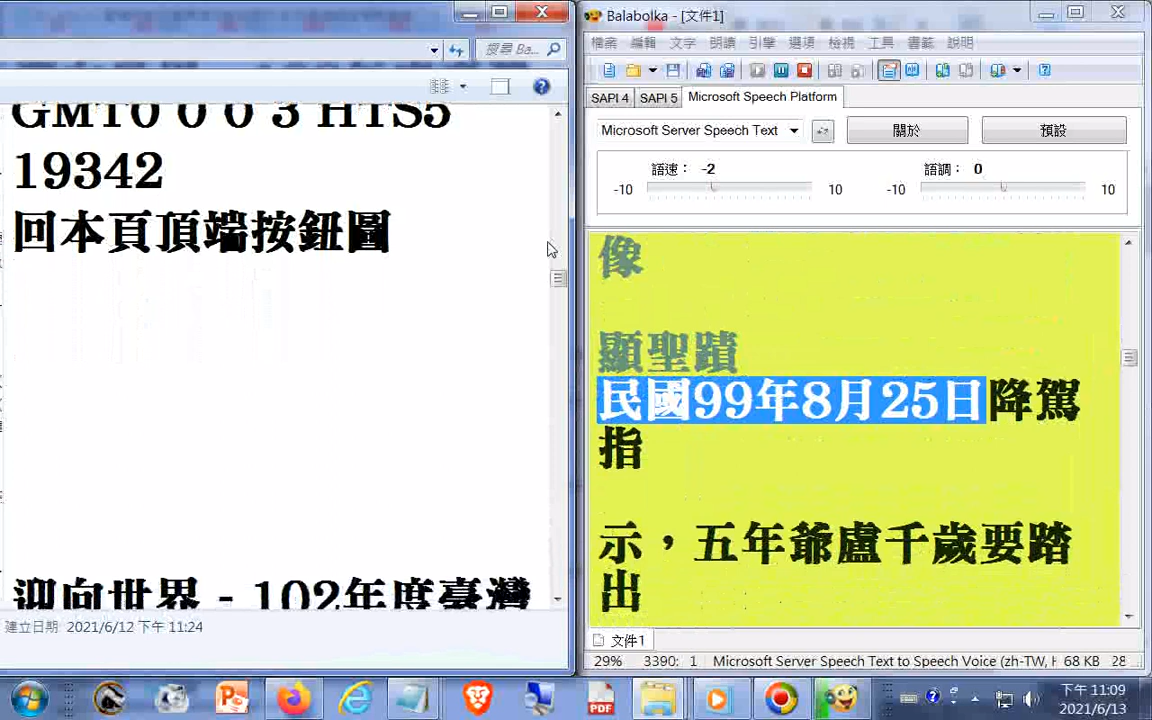 Balabolka - [文件1]
搜尋 Ba...
檔案 編輯 文字 朗讀 引擎 選項 檢視 工具 書籤 說明
SAPI 4 SAPI 5 Microsoft Speech Platform
Microsoft Server Speech Text 關於 預設
語速： -2 語調： 0
-10 10 -10 10
GMT0 0 0 3 HTS5
19342
回本頁頂端按鈕圖
迎向世界 - 102年度臺灣
建立日期: 2021/6/12 下午 11:24
像
顯聖蹟
民國99年8月25日降駕
指
示，五年爺盧千歲要踏
出
文件1
29% 3390: 1 Microsoft Server Speech Text to Speech Voice (zh-TW, H 68 KB 28
PDF
下午 11:09
2021/6/13